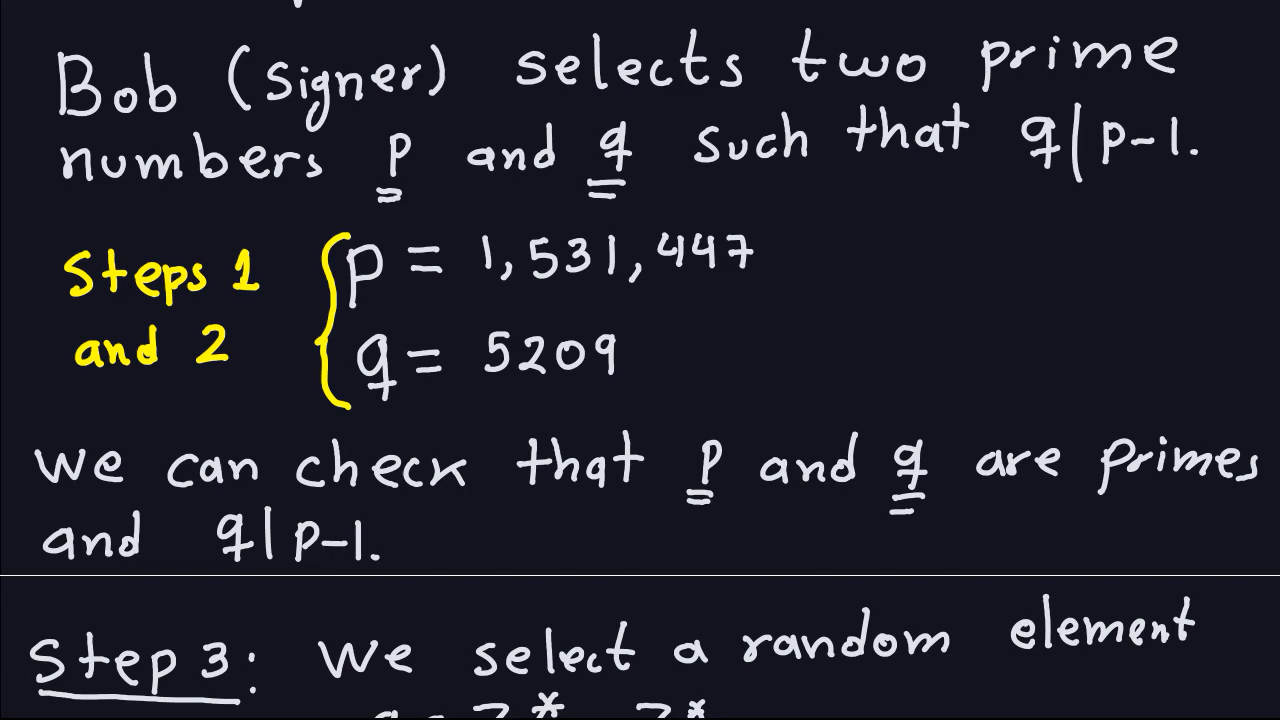 Bob (signer) selects two prime
numbers p and q such that q|p-1.
Steps 1
and 2
p = 1,531,447
q = 5209
we can check that p and q are primes
and q|p-1.
Step 3: We select a random element